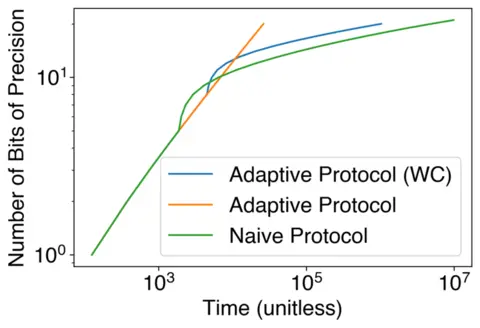 Number of Bits of Precision
10¹
10⁰
Adaptive Protocol (WC)
Adaptive Protocol
Naive Protocol
10³
10⁵
10⁷
Time (unitless)